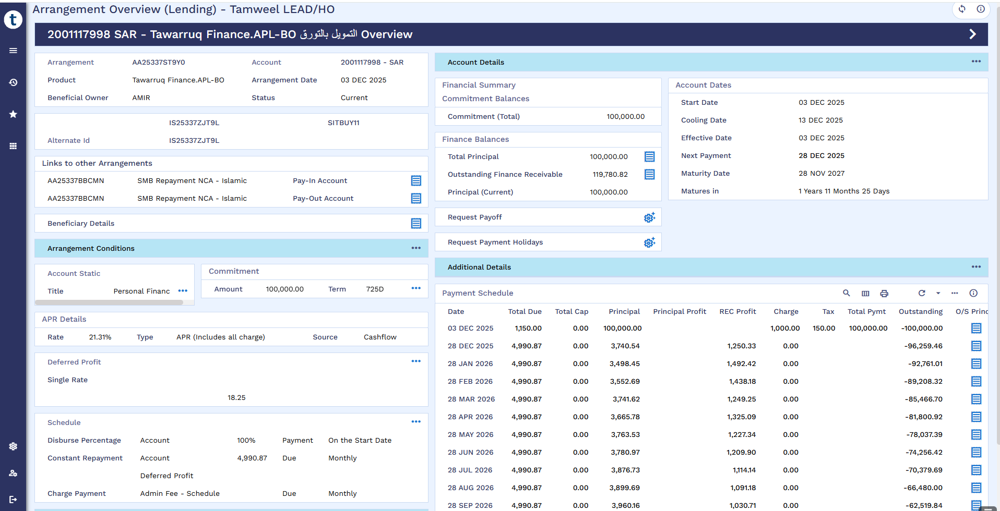 Arrangement Overview (Lending) - Tamweel LEAD/HO
2001117998 SAR - Tawarruq Finance.APL-BO التمويل بالتورق Overview
Arrangement AA25337ST9Y0 Account 2001117998 - SAR
Product Tawarruq Finance.APL-BO Arrangement Date 03 DEC 2025
Beneficial Owner AMIR Status Current
IS25337ZJT9L SITBUY11
Alternate Id IS25337ZJT9L
Links to other Arrangements
AA25337BBCMN SMB Repayment NCA - Islamic Pay-In Account
AA25337BBCMN SMB Repayment NCA - Islamic Pay-Out Account
Beneficiary Details
Arrangement Conditions
Account Static
Title Personal Financ
Commitment
Amount 100,000.00 Term 725D
APR Details
Rate 21.31% Type APR (Includes all charge) Source Cashflow
Deferred Profit
Single Rate
18.25
Schedule
Disburse Percentage Account 100% Payment On the Start Date
Constant Repayment Account 4,990.87 Due Monthly
Deferred Profit
Charge Payment Admin Fee - Schedule Due Monthly
Account Details
Financial Summary
Commitment Balances
Commitment (Total) 100,000.00
Finance Balances
Total Principal 100,000.00
Outstanding Finance Receivable 119,780.82
Principal (Current) 100,000.00
Request Payoff
Request Payment Holidays
Account Dates
Start Date 03 DEC 2025
Cooling Date 13 DEC 2025
Effective Date 03 DEC 2025
Next Payment 28 DEC 2025
Maturity Date 28 NOV 2027
Matures in 1 Years 11 Months 25 Days
Additional Details
Payment Schedule
Date Total Due Total Cap Principal Principal Profit REC Profit Charge Tax Total Pymt Outstanding O/S Princ
03 DEC 2025 1,150.00 0.00 100,000.00 1,000.00 150.00 100,000.00 -100,000.00
28 DEC 2025 4,990.87 0.00 3,740.54 1,250.33 0.00 -96,259.46
28 JAN 2026 4,990.87 0.00 3,498.45 1,492.42 0.00 -92,761.01
28 FEB 2026 4,990.87 0.00 3,552.69 1,438.18 0.00 -89,208.32
28 MAR 2026 4,990.87 0.00 3,741.62 1,249.25 0.00 -85,466.70
28 APR 2026 4,990.87 0.00 3,665.78 1,325.09 0.00 -81,800.92
28 MAY 2026 4,990.87 0.00 3,763.53 1,227.34 0.00 -78,037.39
28 JUN 2026 4,990.87 0.00 3,780.97 1,209.90 0.00 -74,256.42
28 JUL 2026 4,990.87 0.00 3,876.73 1,114.14 0.00 -70,379.69
28 AUG 2026 4,990.87 0.00 3,899.69 1,091.18 0.00 -66,480.00
28 SEP 2026 4,990.87 0.00 3,960.16 1,030.71 0.00 -62,519.84